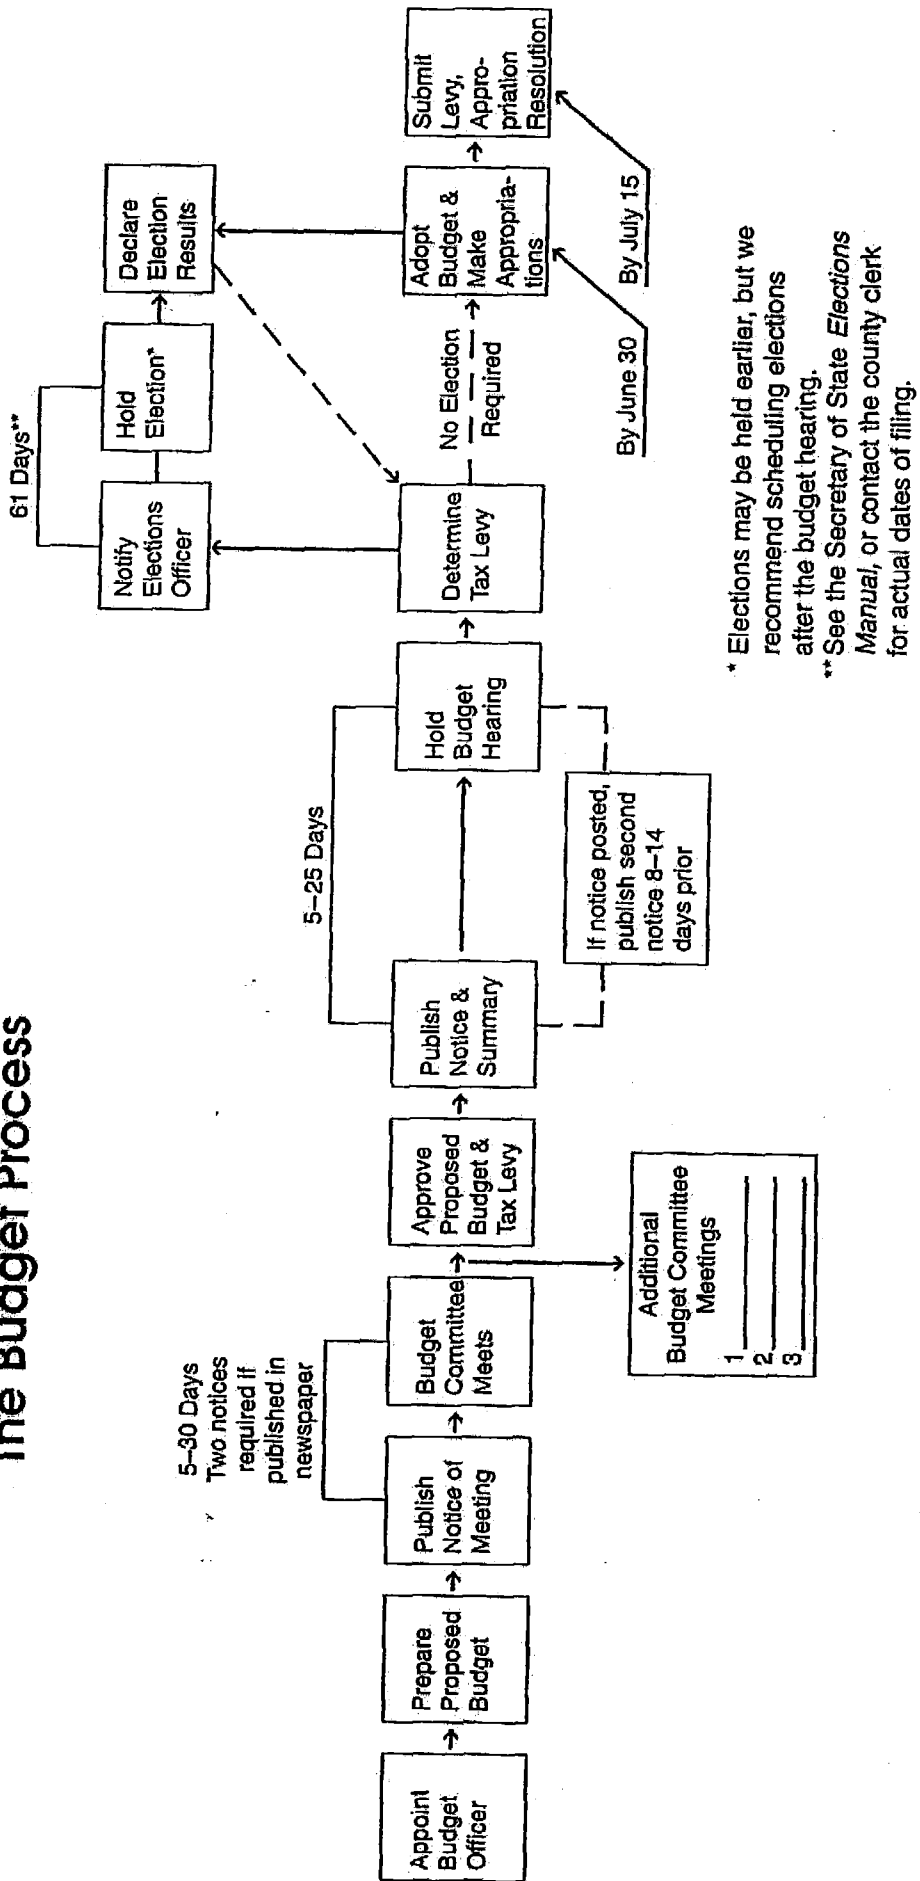 The Budget Process
61 Days**
Notify
Elections
Officer
Hold
Election*
Declare
Election
Results
5–30 Days
Two notices
required if
published in
newspaper
5–25 Days
Appoint
Budget
Officer
Prepare
Proposed
Budget
Publish
Notice of
Meeting
Budget
Committee
Meets
Approve
Proposed
Budget &
Tax Levy
Publish
Notice &
Summary
Hold
Budget
Hearing
Determine
Tax Levy
No Election
Required
Adopt
Budget &
Make
Appropria-
tions
Submit
Levy,
Appro-
priation
Resolution
Additional
Budget Committee
Meetings
1
2
3
If notice posted,
publish second
notice 8–14
days prior
By June 30
By July 15
* Elections may be held earlier, but we
recommend scheduling elections
after the budget hearing.
** See the Secretary of State Elections
Manual, or contact the county clerk
for actual dates of filing.